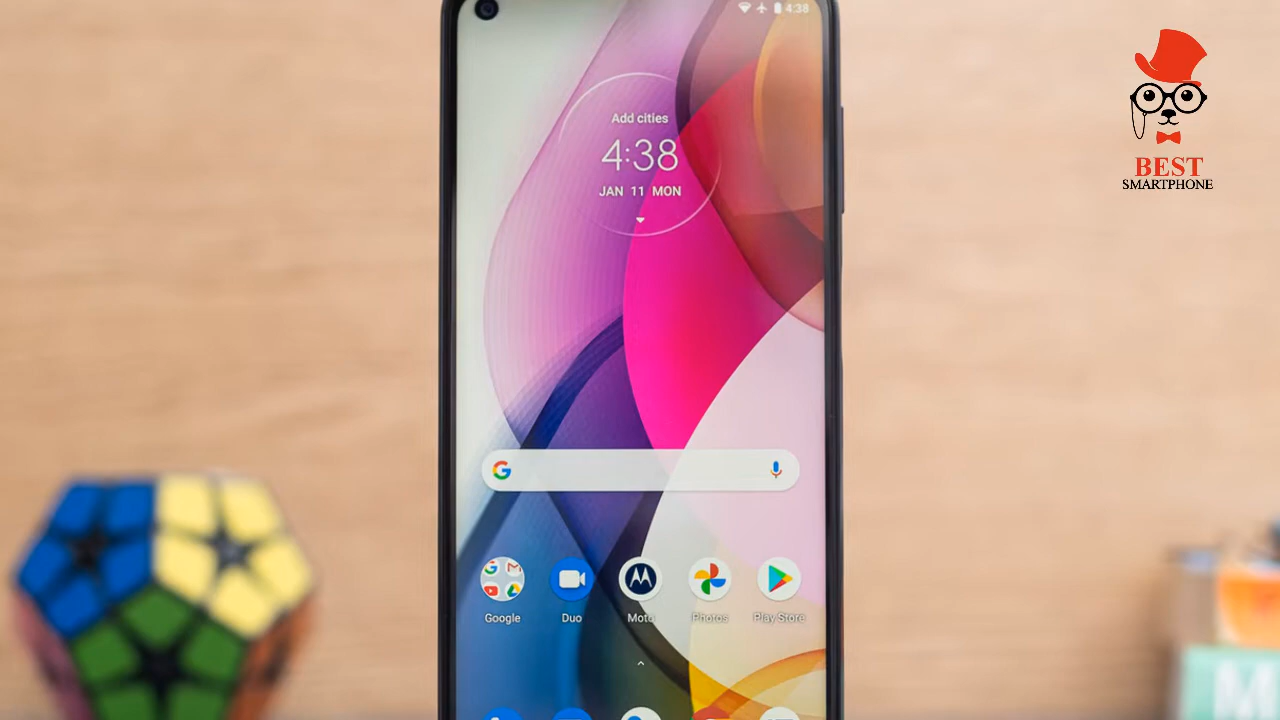 4:38
Add cities
4:38
JAN 11 MON
Google
Duo
Moto
Photos
Play Store
BEST
SMARTPHONE
M